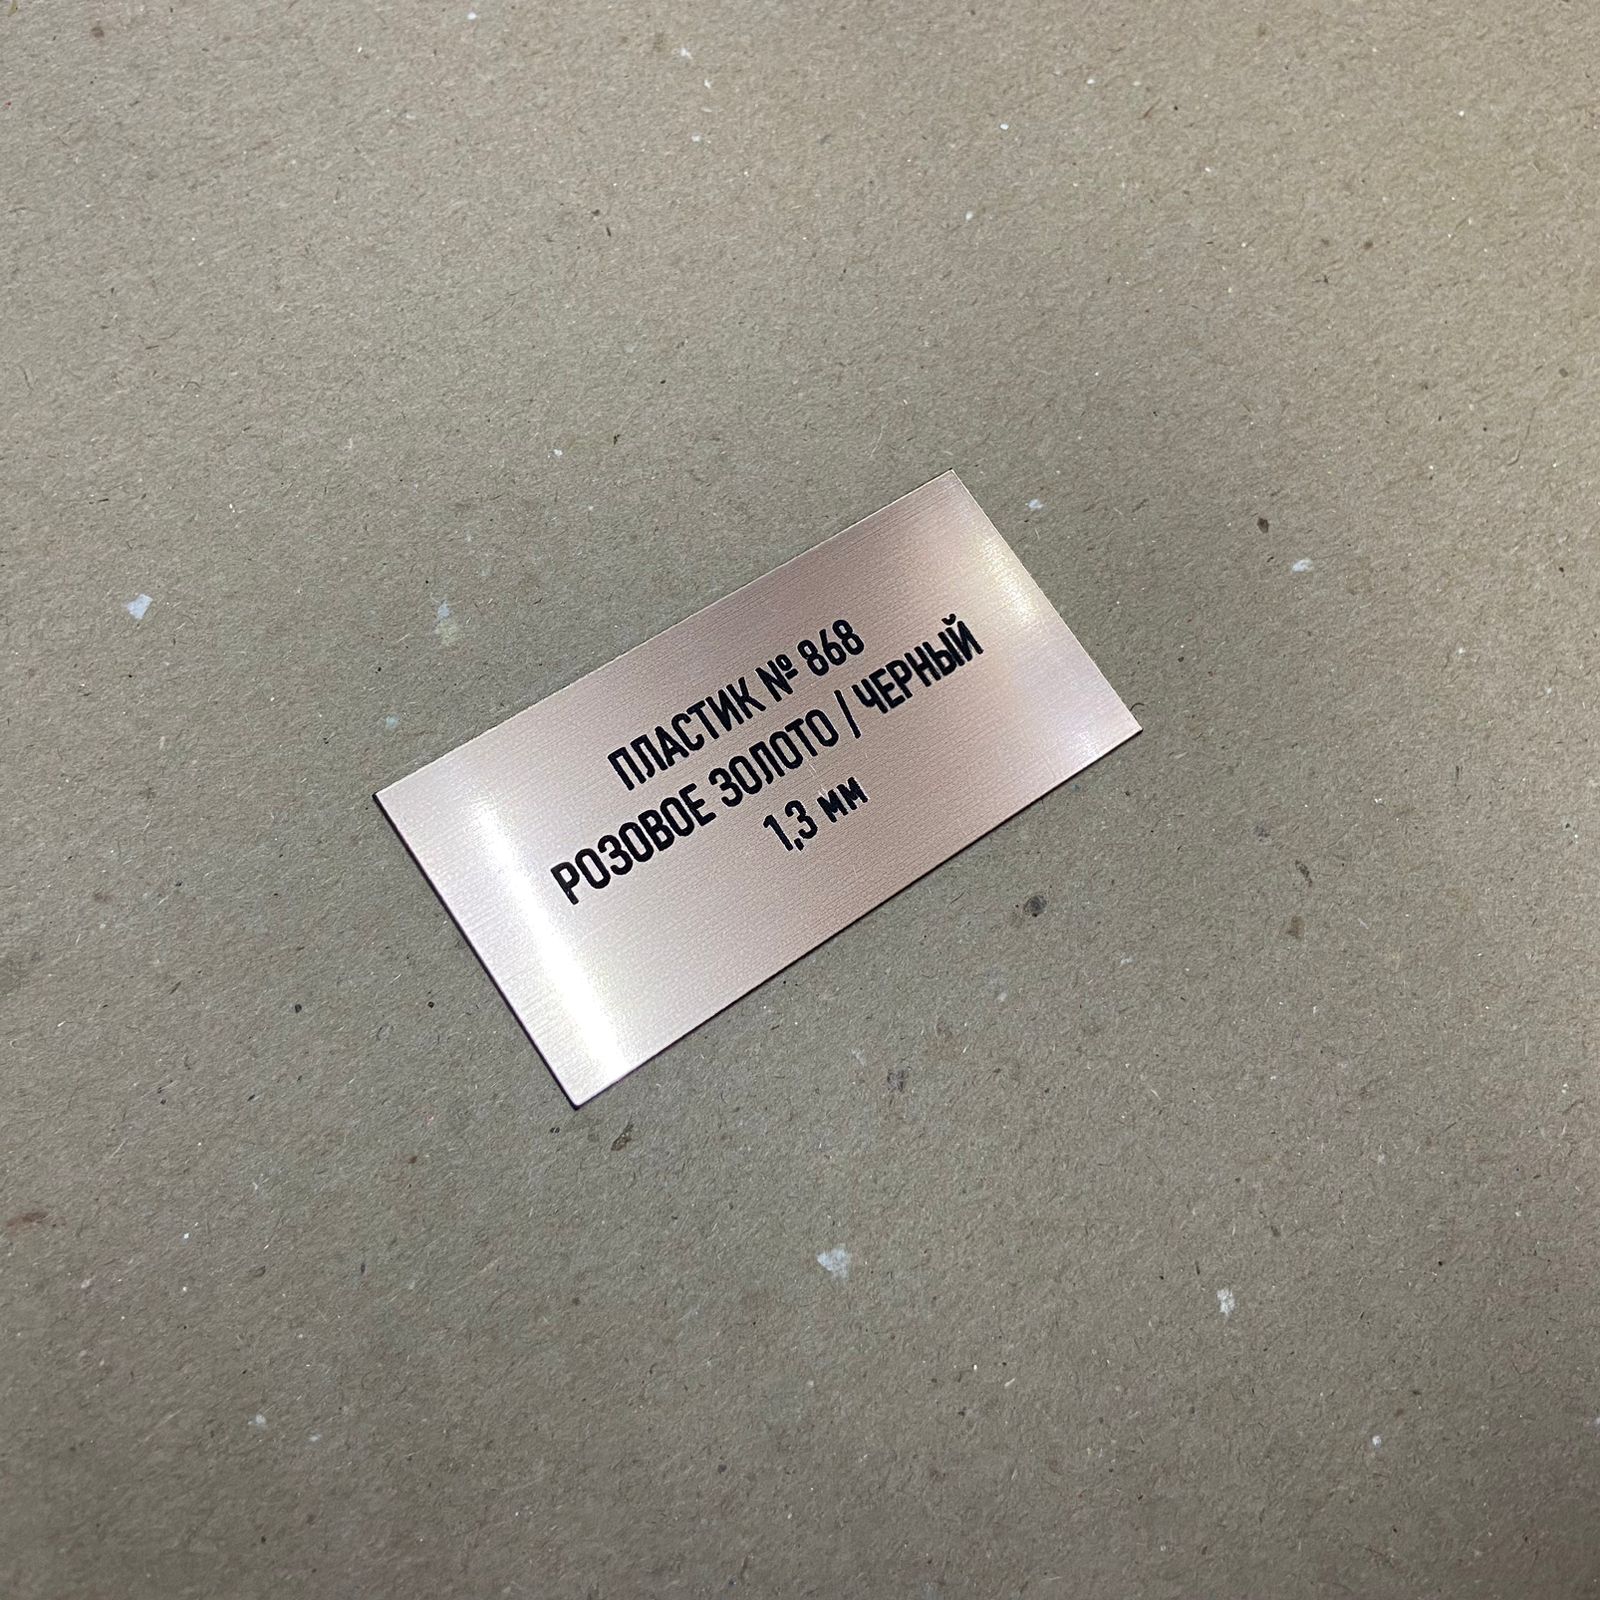 ПЛАСТИК № 868
РОЗОВОЕ ЗОЛОТО / ЧЕРНЫЙ
1,3 мм